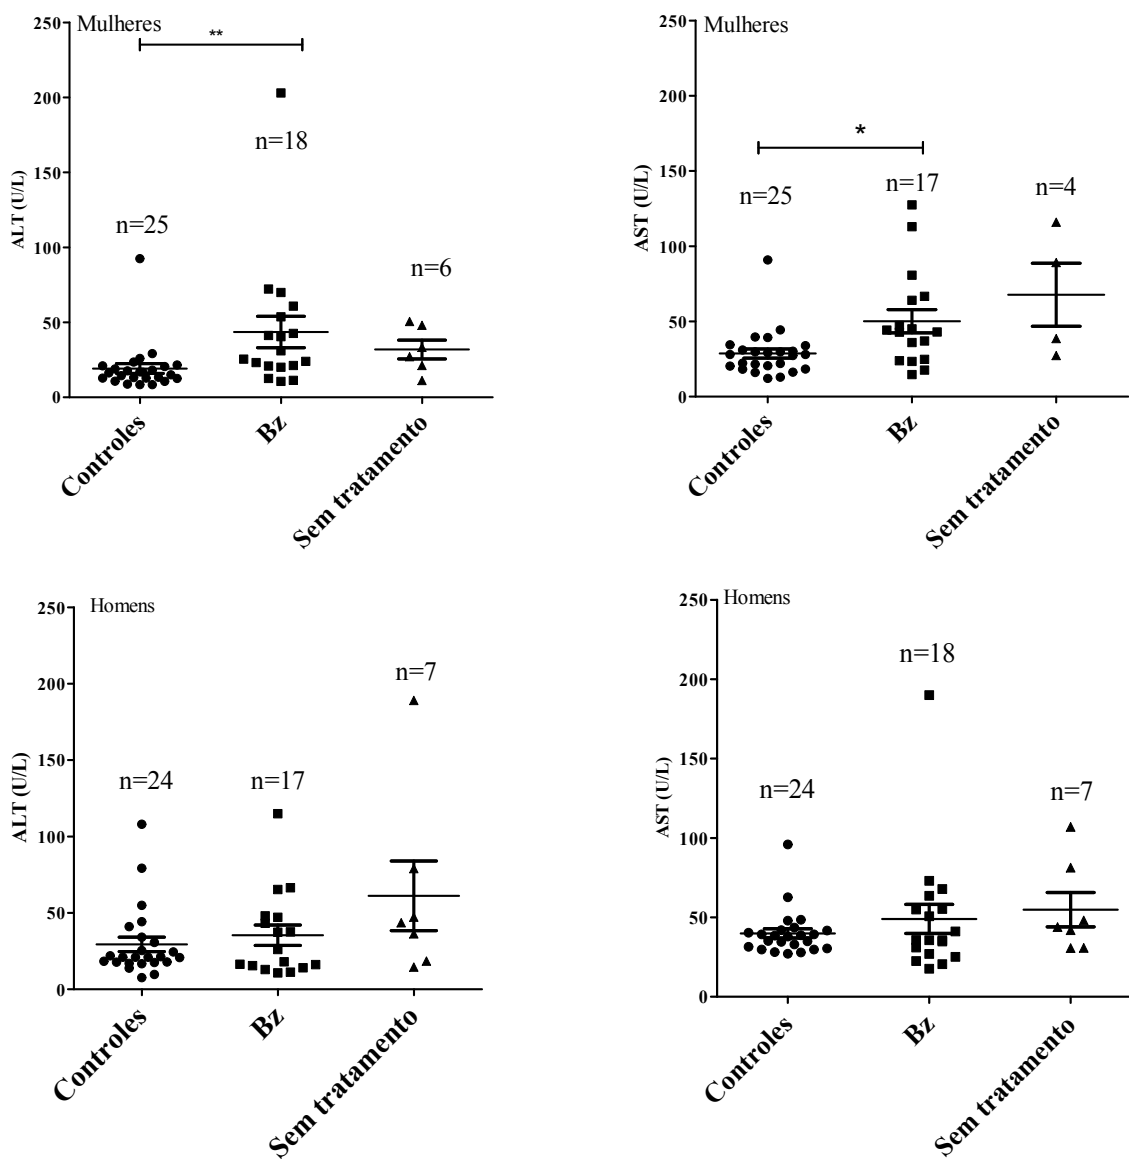 Mulheres
**
n=25
n=18
n=6
ALT (U/L)
250
200
150
100
50
0
Controles
Bz
Sem tratamento
Mulheres
*
n=25
n=17
n=4
AST (U/L)
250
200
150
100
50
0
Controles
Bz
Sem tratamento
Homens
n=24
n=17
n=7
ALT (U/L)
250
200
150
100
50
0
Controles
Bz
Sem tratamento
Homens
n=24
n=18
n=7
AST (U/L)
250
200
150
100
50
0
Controles
Bz
Sem tratamento